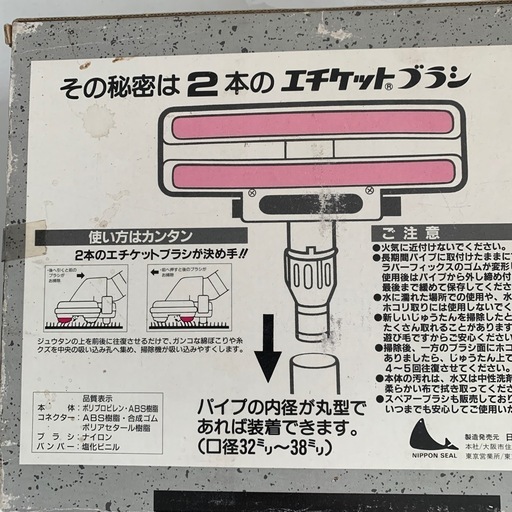 その秘密は2本のエチケット®ブラシ
使い方はカンタン
2本のエチケットブラシが決め手!!
ジュウタンの上を前後に往復させるだけで、ガンコな綿ぼこりや糸
クズを中央の吸い込み孔へ集め、掃除機が吸い込みやすくします。
品質表示
本体:ポリプロピレン・ABS樹脂
コネクター:ABS樹脂・合成ゴム
ポリアセタール樹脂
ブラシ:ナイロン
バンパー:塩化ビニル
パイプの内径が丸型で
あれば装着できます。
(口径32㍉〜38㍉)
ご注意
●火気に近付けないでください。
●長期間パイプに取付けたままにす
ラバーフィックスのゴムが変形し
使用後はパイプから外し締め付
最後まで緩めて保存してください
●水に濡れた場所での使用や、水
ホコリ取りには使用しないでく
●新しいじゅうたんを掃除したと
たくさん取れることがあります
遊び毛ですからご安心ください
●掃除後、一方のブラシ面にホコ
ありましたら、じゅうたん上で
4〜5回往復させてください。
●本体の汚れは、水又は中性洗剤
柔らかい布で拭き取ってくださ
●スペアーブラシも販売しており
いつまでも安心してご使用い
NIPPON SEAL
製造発売元 日
本社/大阪市住
東京営業所/東